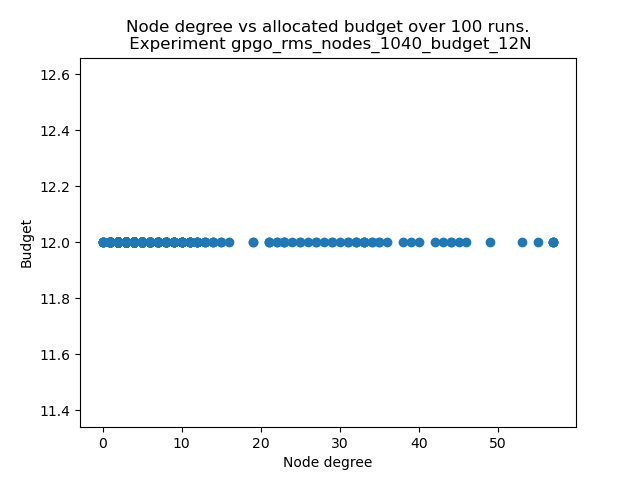 Node degree vs allocated budget over 100 runs.
Experiment gpgo_rms_nodes_1040_budget_12N
12.6
12.4
12.2
12.0
11.8
11.6
11.4
Budget
0 10 20 30 40 50
Node degree